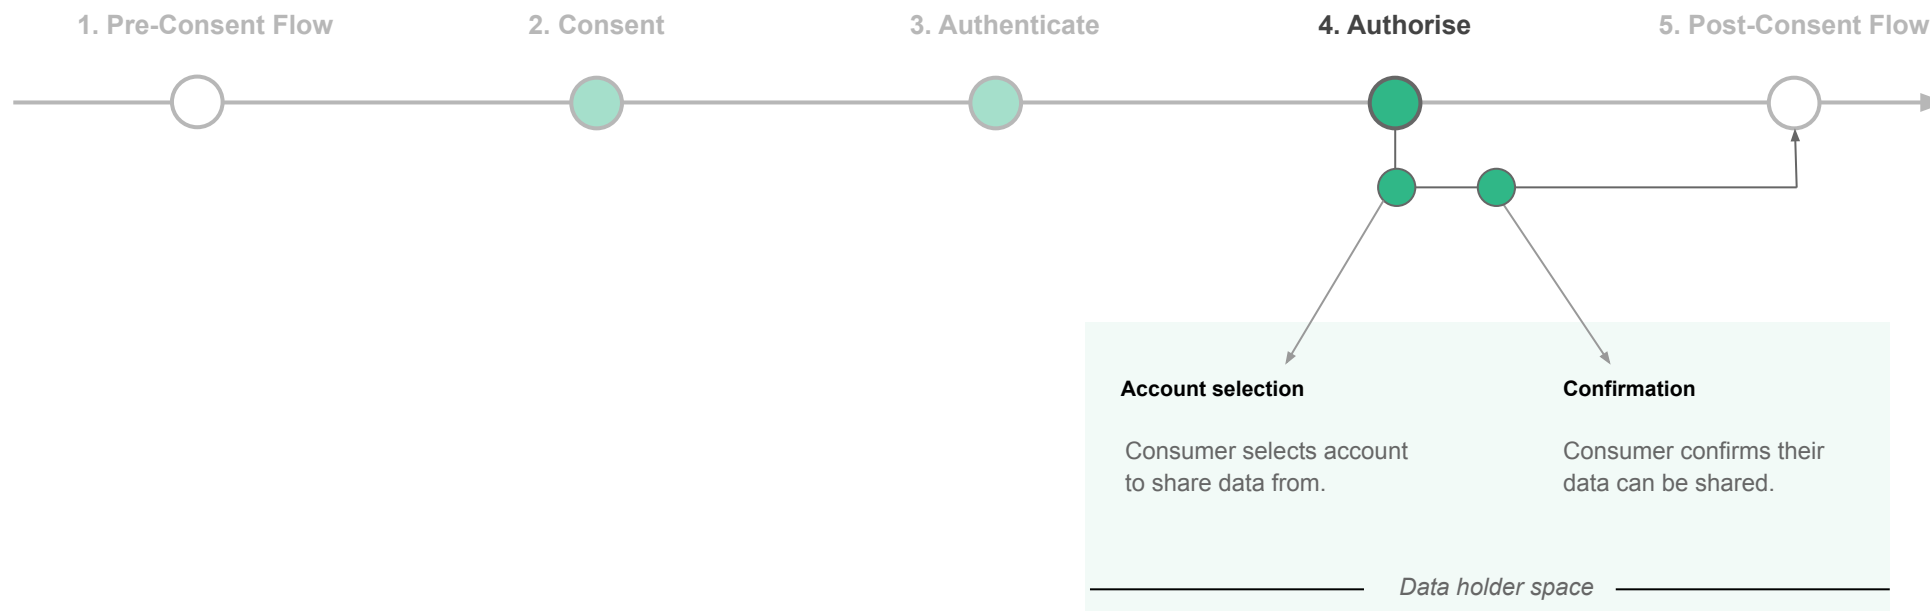 1. Pre-Consent Flow
2. Consent
3. Authenticate
4. Authorise
5. Post-Consent Flow
Account selection
Consumer selects account
to share data from.
Confirmation
Consumer confirms their
data can be shared.
Data holder space